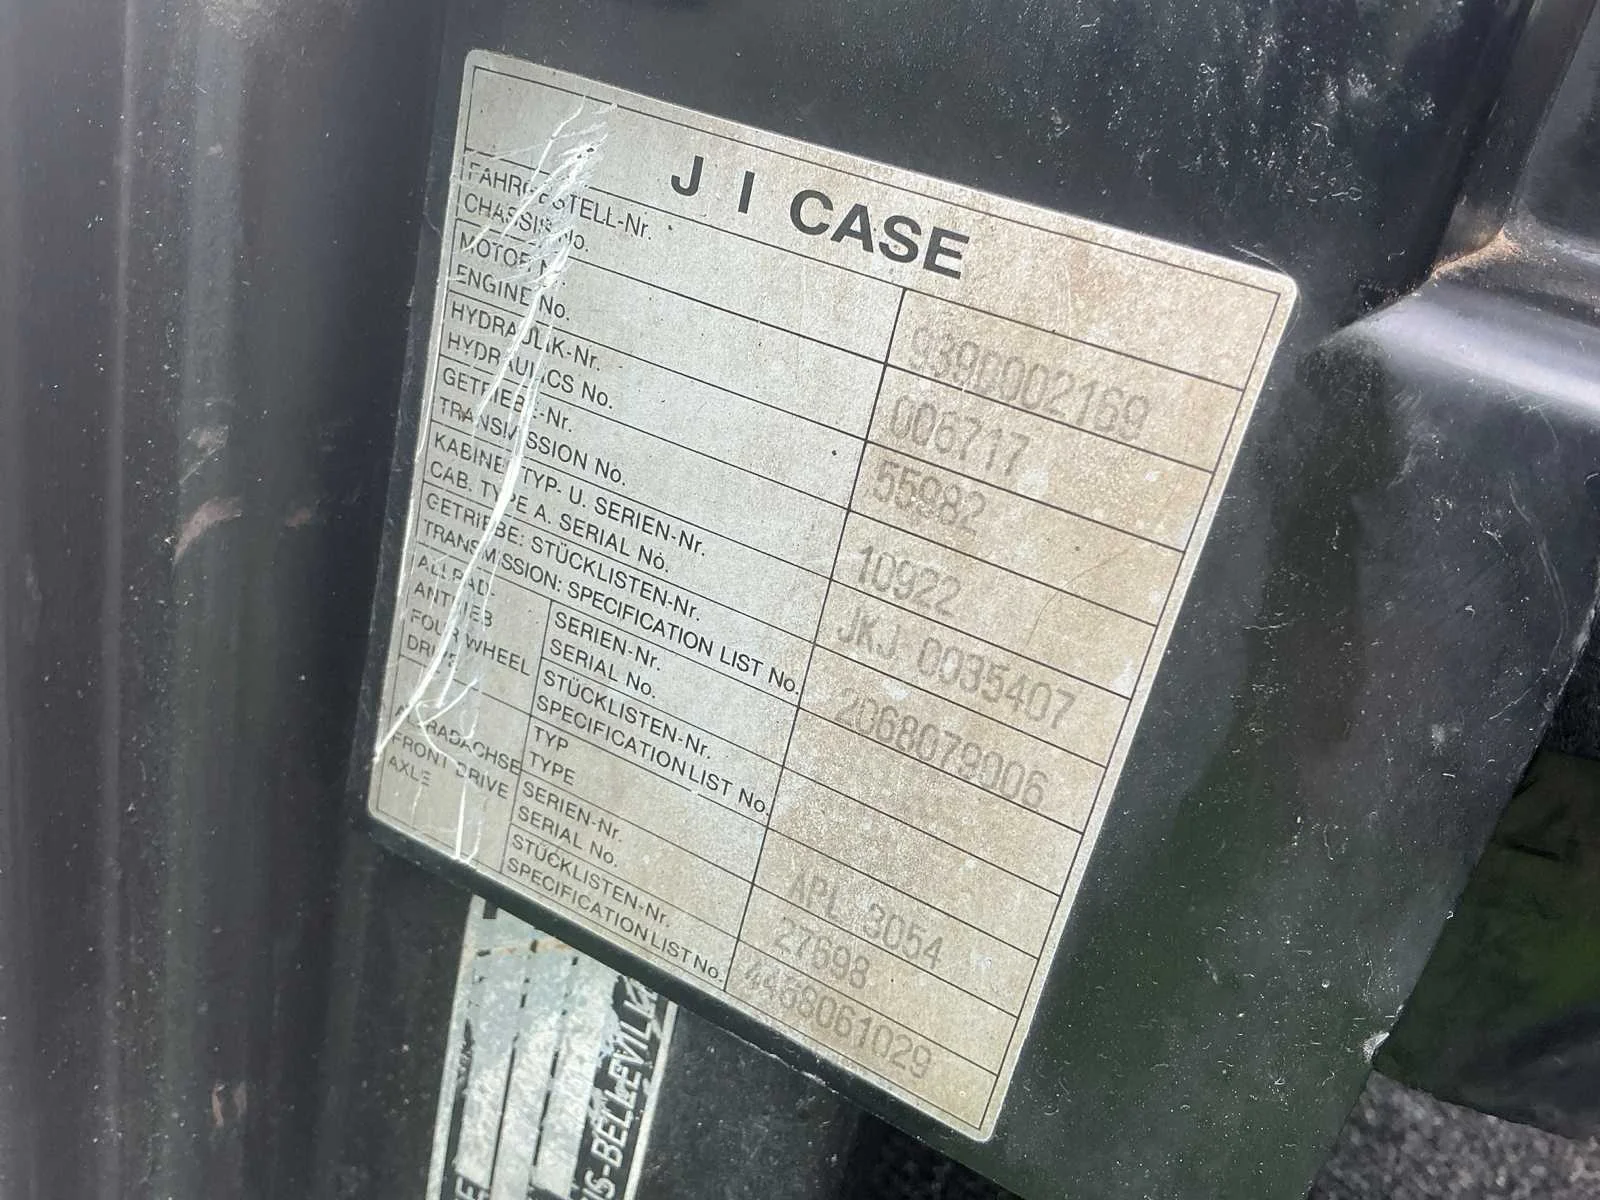 J I CASE
FAHRGESTELL-Nr.
CHASSIS No.
939C002169
MOTOR Nr.
ENGINE No.
006717
HYDRAULIK-Nr.
HYDRAULICS No.
55982
GETRIEBE-Nr.
TRANSMISSION No.
10922
KABINE TYP- U. SERIEN-Nr.
CAB. TYPE A. SERIAL No.
JKJ 0035407
GETRIEBE: STÜCKLISTEN-Nr.
TRANSMISSION: SPECIFICATION LIST No.
2068079006
ALLRAD-
ANTRIEB
FOUR WHEEL
DRIVE
SERIEN-Nr.
SERIAL No.
STÜCKLISTEN-Nr.
SPECIFICATION LIST No.
ALLRADACHSE
FRONT DRIVE
AXLE
TYP
TYPE
APL 3054
SERIEN-Nr.
SERIAL No.
27698
STÜCKLISTEN-Nr.
SPECIFICATION LIST No.
4468061029